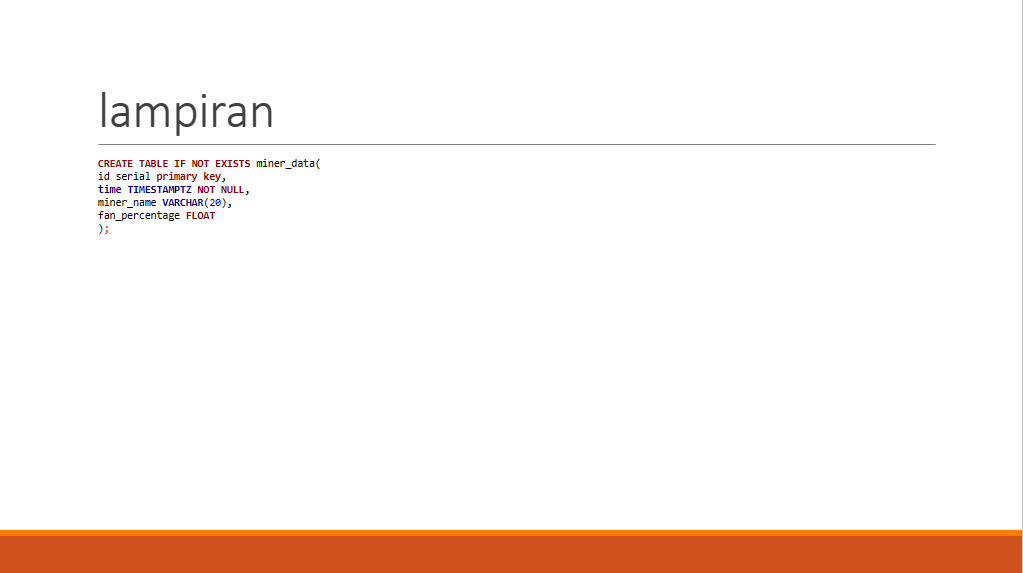 lampiran
CREATE TABLE IF NOT EXISTS miner_data(
id serial primary key,
time TIMESTAMPTZ NOT NULL,
miner_name VARCHAR(20),
fan_percentage FLOAT
);